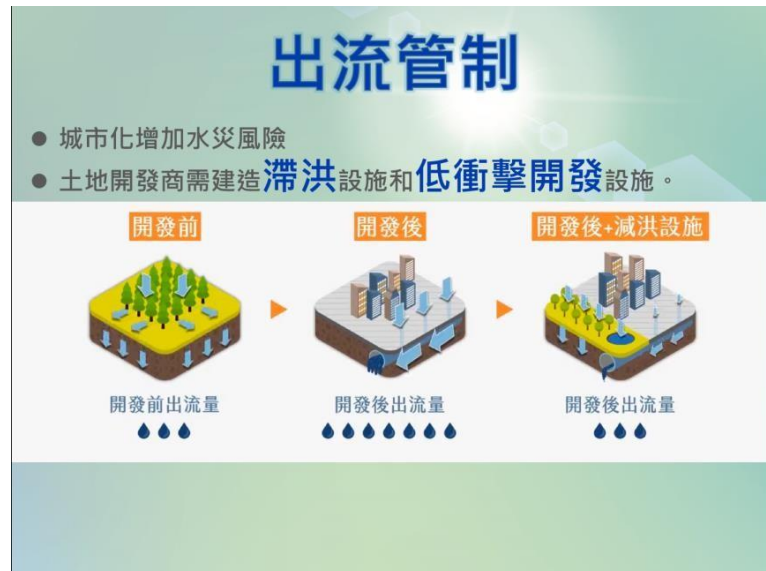 出流管制
● 城市化增加水災風險
● 土地開發商需建造滯洪設施和低衝擊開發設施。
開發前
開發後
開發後+減洪設施
開發前出流量
開發後出流量
開發後出流量